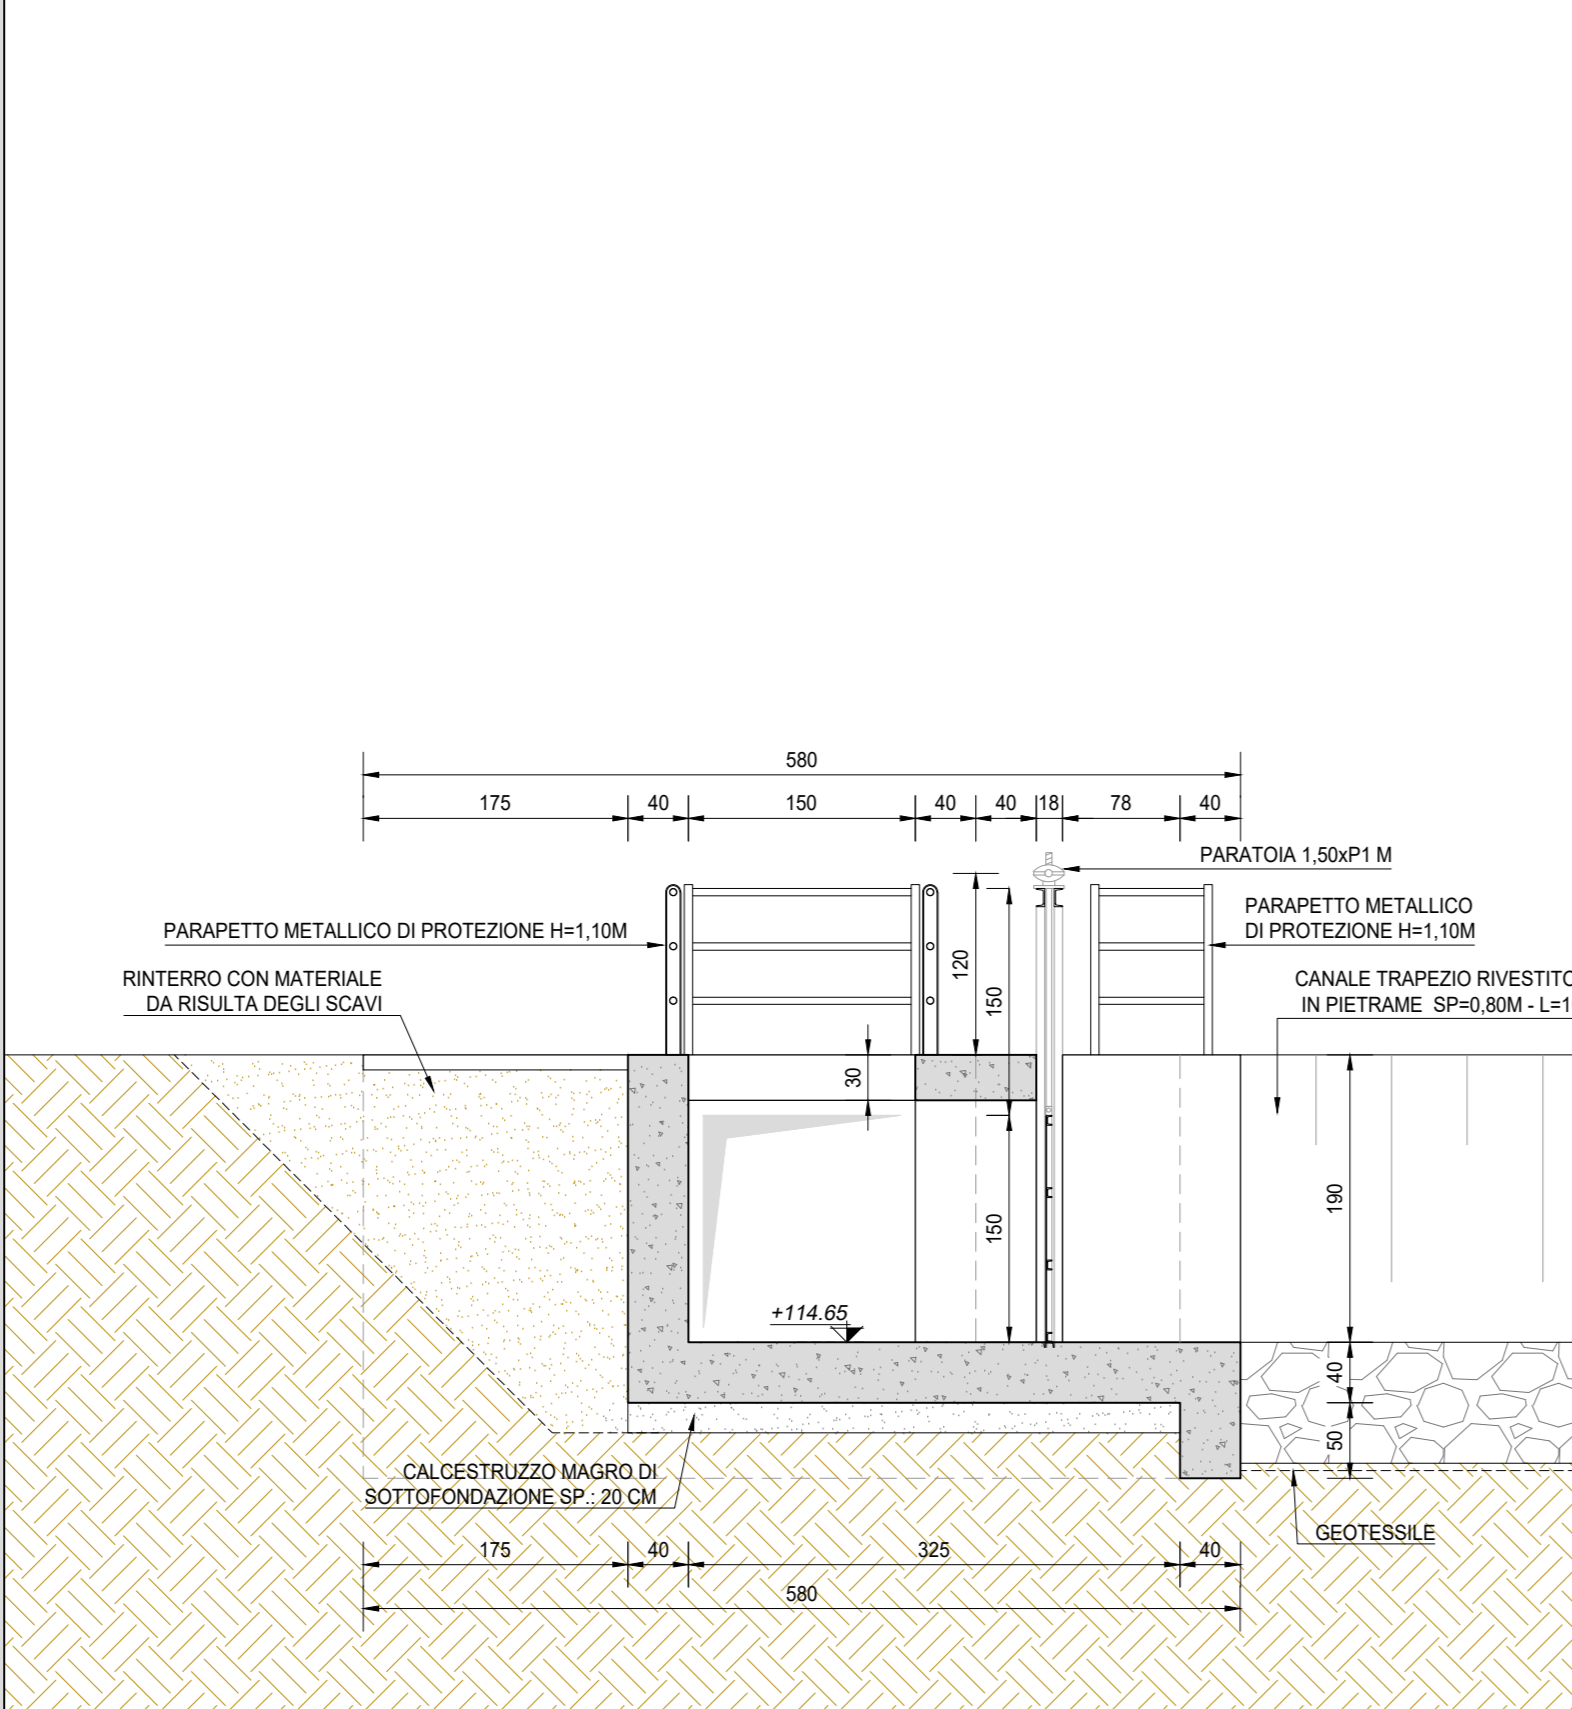 580
175 40 150 40 40 18 78 40
PARATOIA 1,50xP1 M
PARAPETTO METALLICO
DI PROTEZIONE H=1,10M
PARAPETTO METALLICO DI PROTEZIONE H=1,10M
RINTERRO CON MATERIALE
DA RISULTA DEGLI SCAVI
120
150
CANALE TRAPEZIO RIVESTITO
IN PIETRAME SP=0,80M - L=1
30
190
150
+114.65
40
50
CALCESTRUZZO MAGRO DI
SOTTOFONDAZIONE SP.: 20 CM
GEOTESSILE
175 40 325 40
580